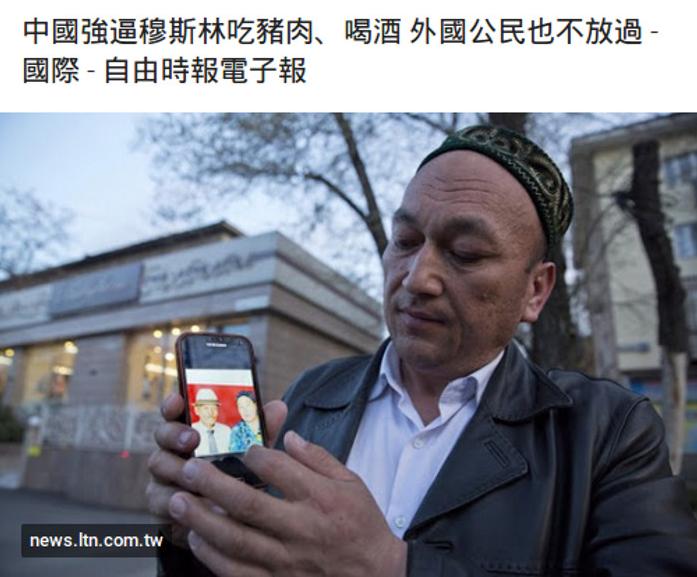 中國強逼穆斯林吃豬肉、喝酒 外國公民也不放過 -
國際 - 自由時報電子報
news.ltn.com.tw